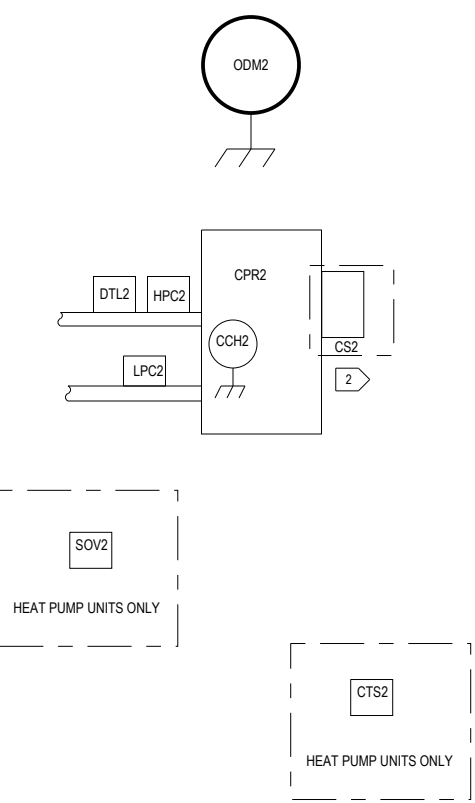 ODM2
CPR2
DTL2
HPC2
CCH2
CS2
LPC2
2
SOV2
HEAT PUMP UNITS ONLY
CTS2
HEAT PUMP UNITS ONLY